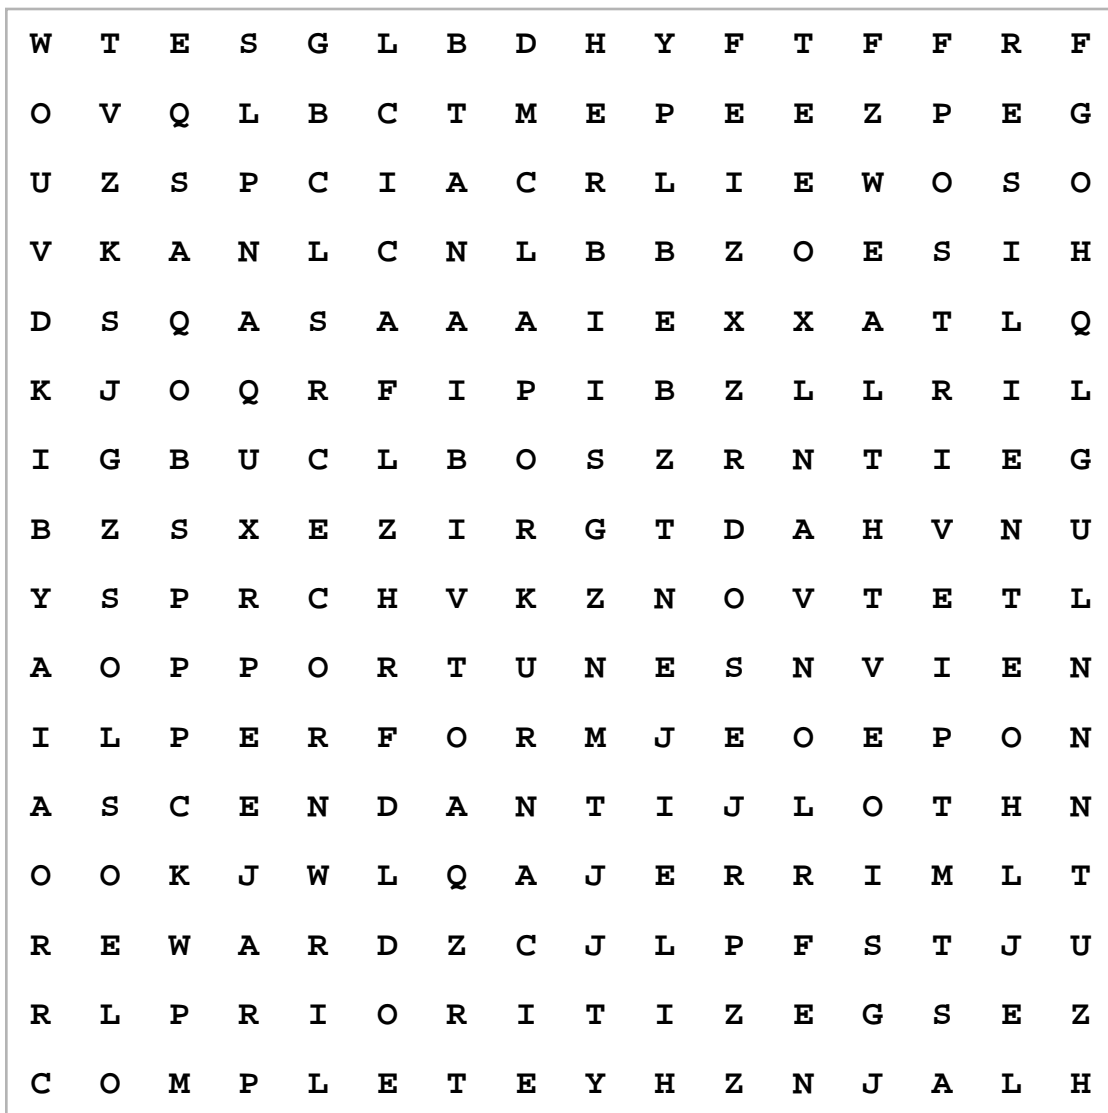 W T E S G L B D H Y F T F F R F
O V Q L B C T M E P E E Z P E G
U Z S P C I A C R L I E W O S O
V K A N L C N L B B Z O E S I H
D S Q A S A A A I E X X A T L Q
K J O Q R F I P I B Z L L R I L
I G B U C L B O S Z R N T I E G
B Z S X E Z I R G T D A H V N U
Y S P R C H V K Z N O V T E T L
A O P P O R T U N E S N V I E N
I L P E R F O R M J E O E P O N
A S C E N D A N T I J L O T H N
O O K J W L Q A J E R R I M L T
R E W A R D Z C J L P F S T J U
R L P R I O R I T I Z E G S E Z
C O M P L E T E Y H Z N J A L H